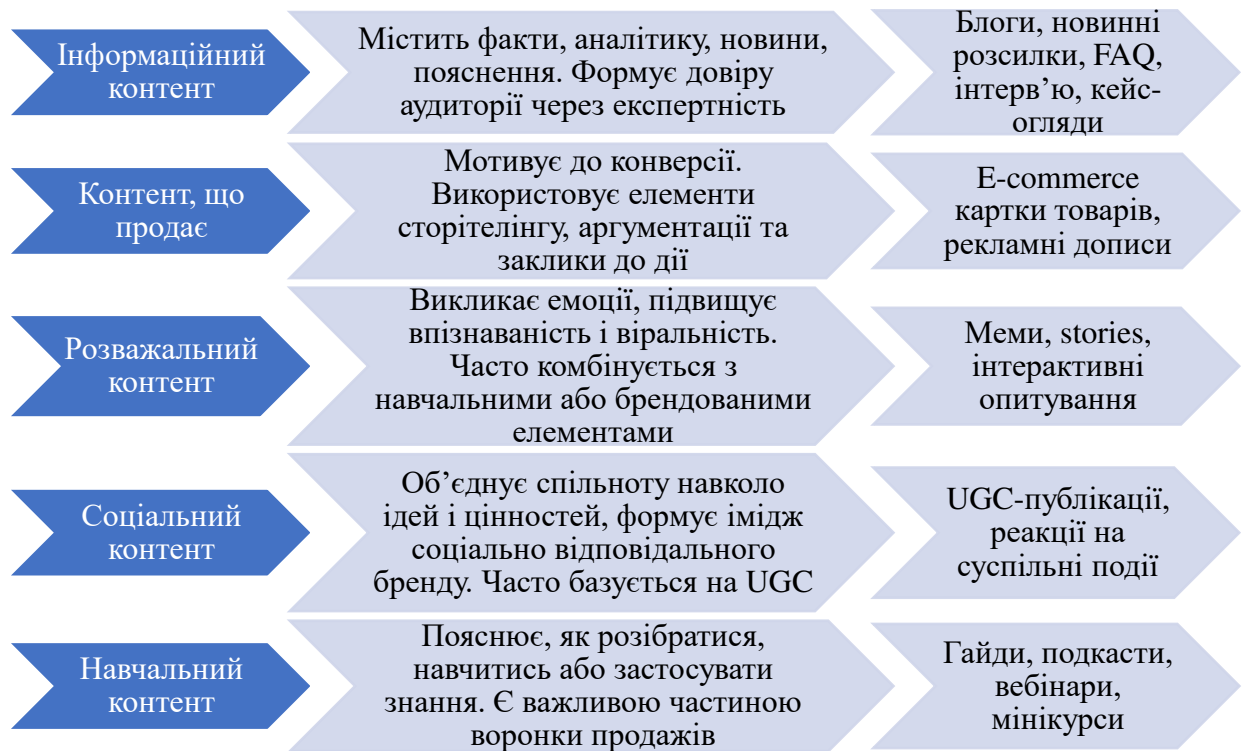 Інформаційний
контент
Містить факти, аналітику, новини,
пояснення. Формує довіру
аудиторії через експертність
Блоги, новинні
розсилки, FAQ,
інтерв’ю, кейс-
огляди
Контент, що
продає
Мотивує до конверсії.
Використовує елементи
сторітелінгу, аргументації та
заклики до дії
E-commerce
картки товарів,
рекламні дописи
Розважальний
контент
Викликає емоції, підвищує
впізнаваність і віральність.
Часто комбінується з
навчальними або брендованими
елементами
Меми, stories,
інтерактивні
опитування
Соціальний
контент
Об’єднує спільноту навколо
ідей і цінностей, формує імідж
соціально відповідального
бренду. Часто базується на UGC
UGC-публікації,
реакції на
суспільні події
Навчальний
контент
Пояснює, як розібратися,
навчитись або застосувати
знання. Є важливою частиною
воронки продажів
Гайди, подкасти,
вебінари,
мінікурси